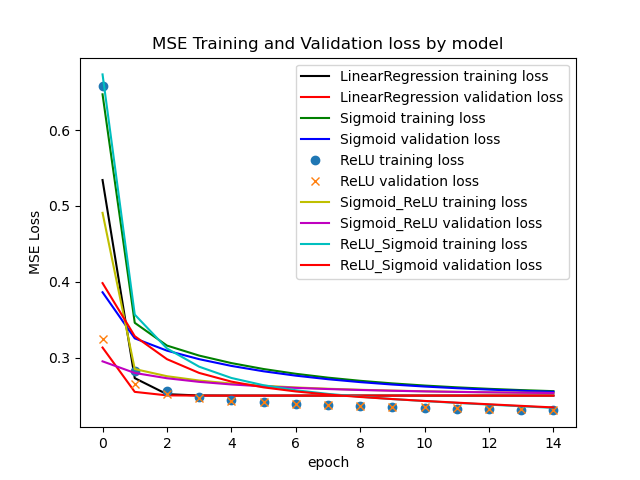 MSE Training and Validation loss by model
LinearRegression training loss
LinearRegression validation loss
Sigmoid training loss
Sigmoid validation loss
ReLU training loss
ReLU validation loss
Sigmoid_ReLU training loss
Sigmoid_ReLU validation loss
ReLU_Sigmoid training loss
ReLU_Sigmoid validation loss
MSE Loss
0.6
0.5
0.4
0.3
0 2 4 6 8 10 12 14
epoch